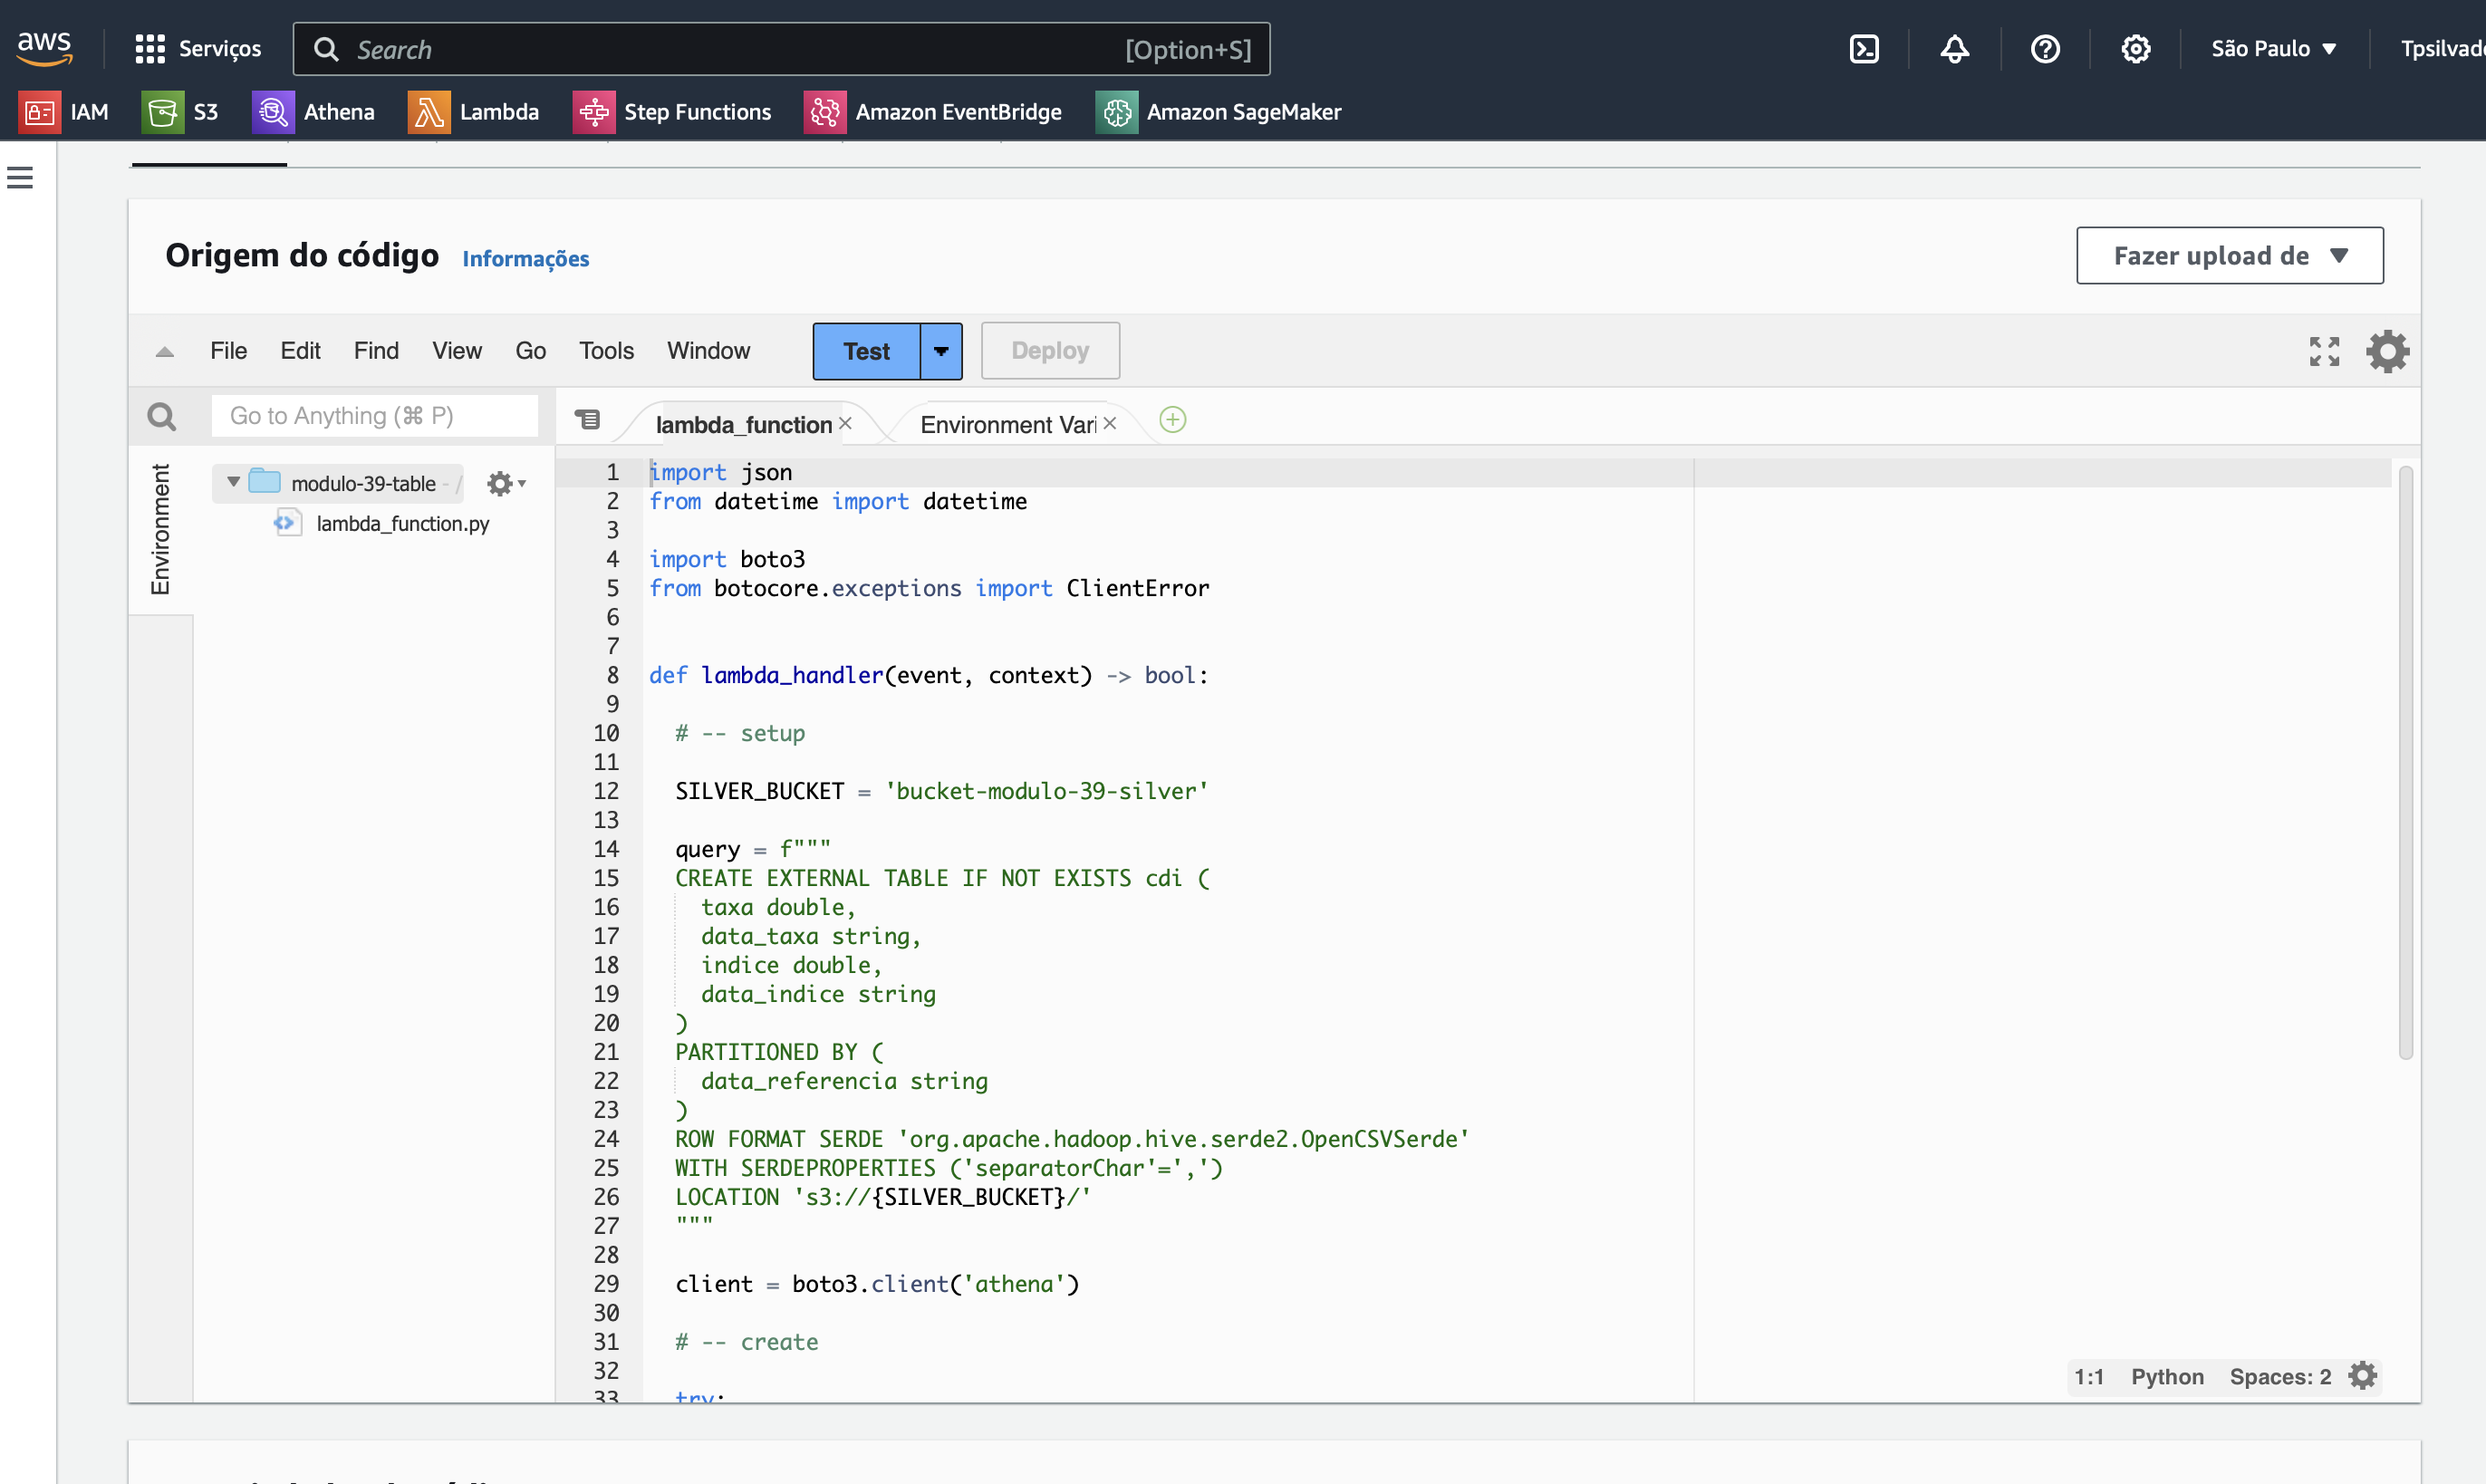 aws
Serviços
Search
[Option+S]
São Paulo
IAM
S3
Athena
Lambda
Step Functions
Amazon EventBridge
Amazon SageMaker
Origem do código
Informações
Fazer upload de
File
Edit
Find
View
Go
Tools
Window
Test
Deploy
Go to Anything (⌘ P)
lambda_function
Environment Vari
Environment
modulo-39-table - /
lambda_function.py
1 import json
2 from datetime import datetime
3
4 import boto3
5 from botocore.exceptions import ClientError
6
7
8 def lambda_handler(event, context) -> bool:
9
10 # -- setup
11
12 SILVER_BUCKET = 'bucket-modulo-39-silver'
13
14 query = f"""
15 CREATE EXTERNAL TABLE IF NOT EXISTS cdi (
16 taxa double,
17 data_taxa string,
18 indice double,
19 data_indice string
20 )
21 PARTITIONED BY (
22 data_referencia string
23 )
24 ROW FORMAT SERDE 'org.apache.hadoop.hive.serde2.OpenCSVSerde'
25 WITH SERDEPROPERTIES ('separatorChar'=',')
26 LOCATION 's3://{SILVER_BUCKET}/'
27 """
28
29 client = boto3.client('athena')
30
31 # -- create
32
33 try:
1:1 Python Spaces: 2